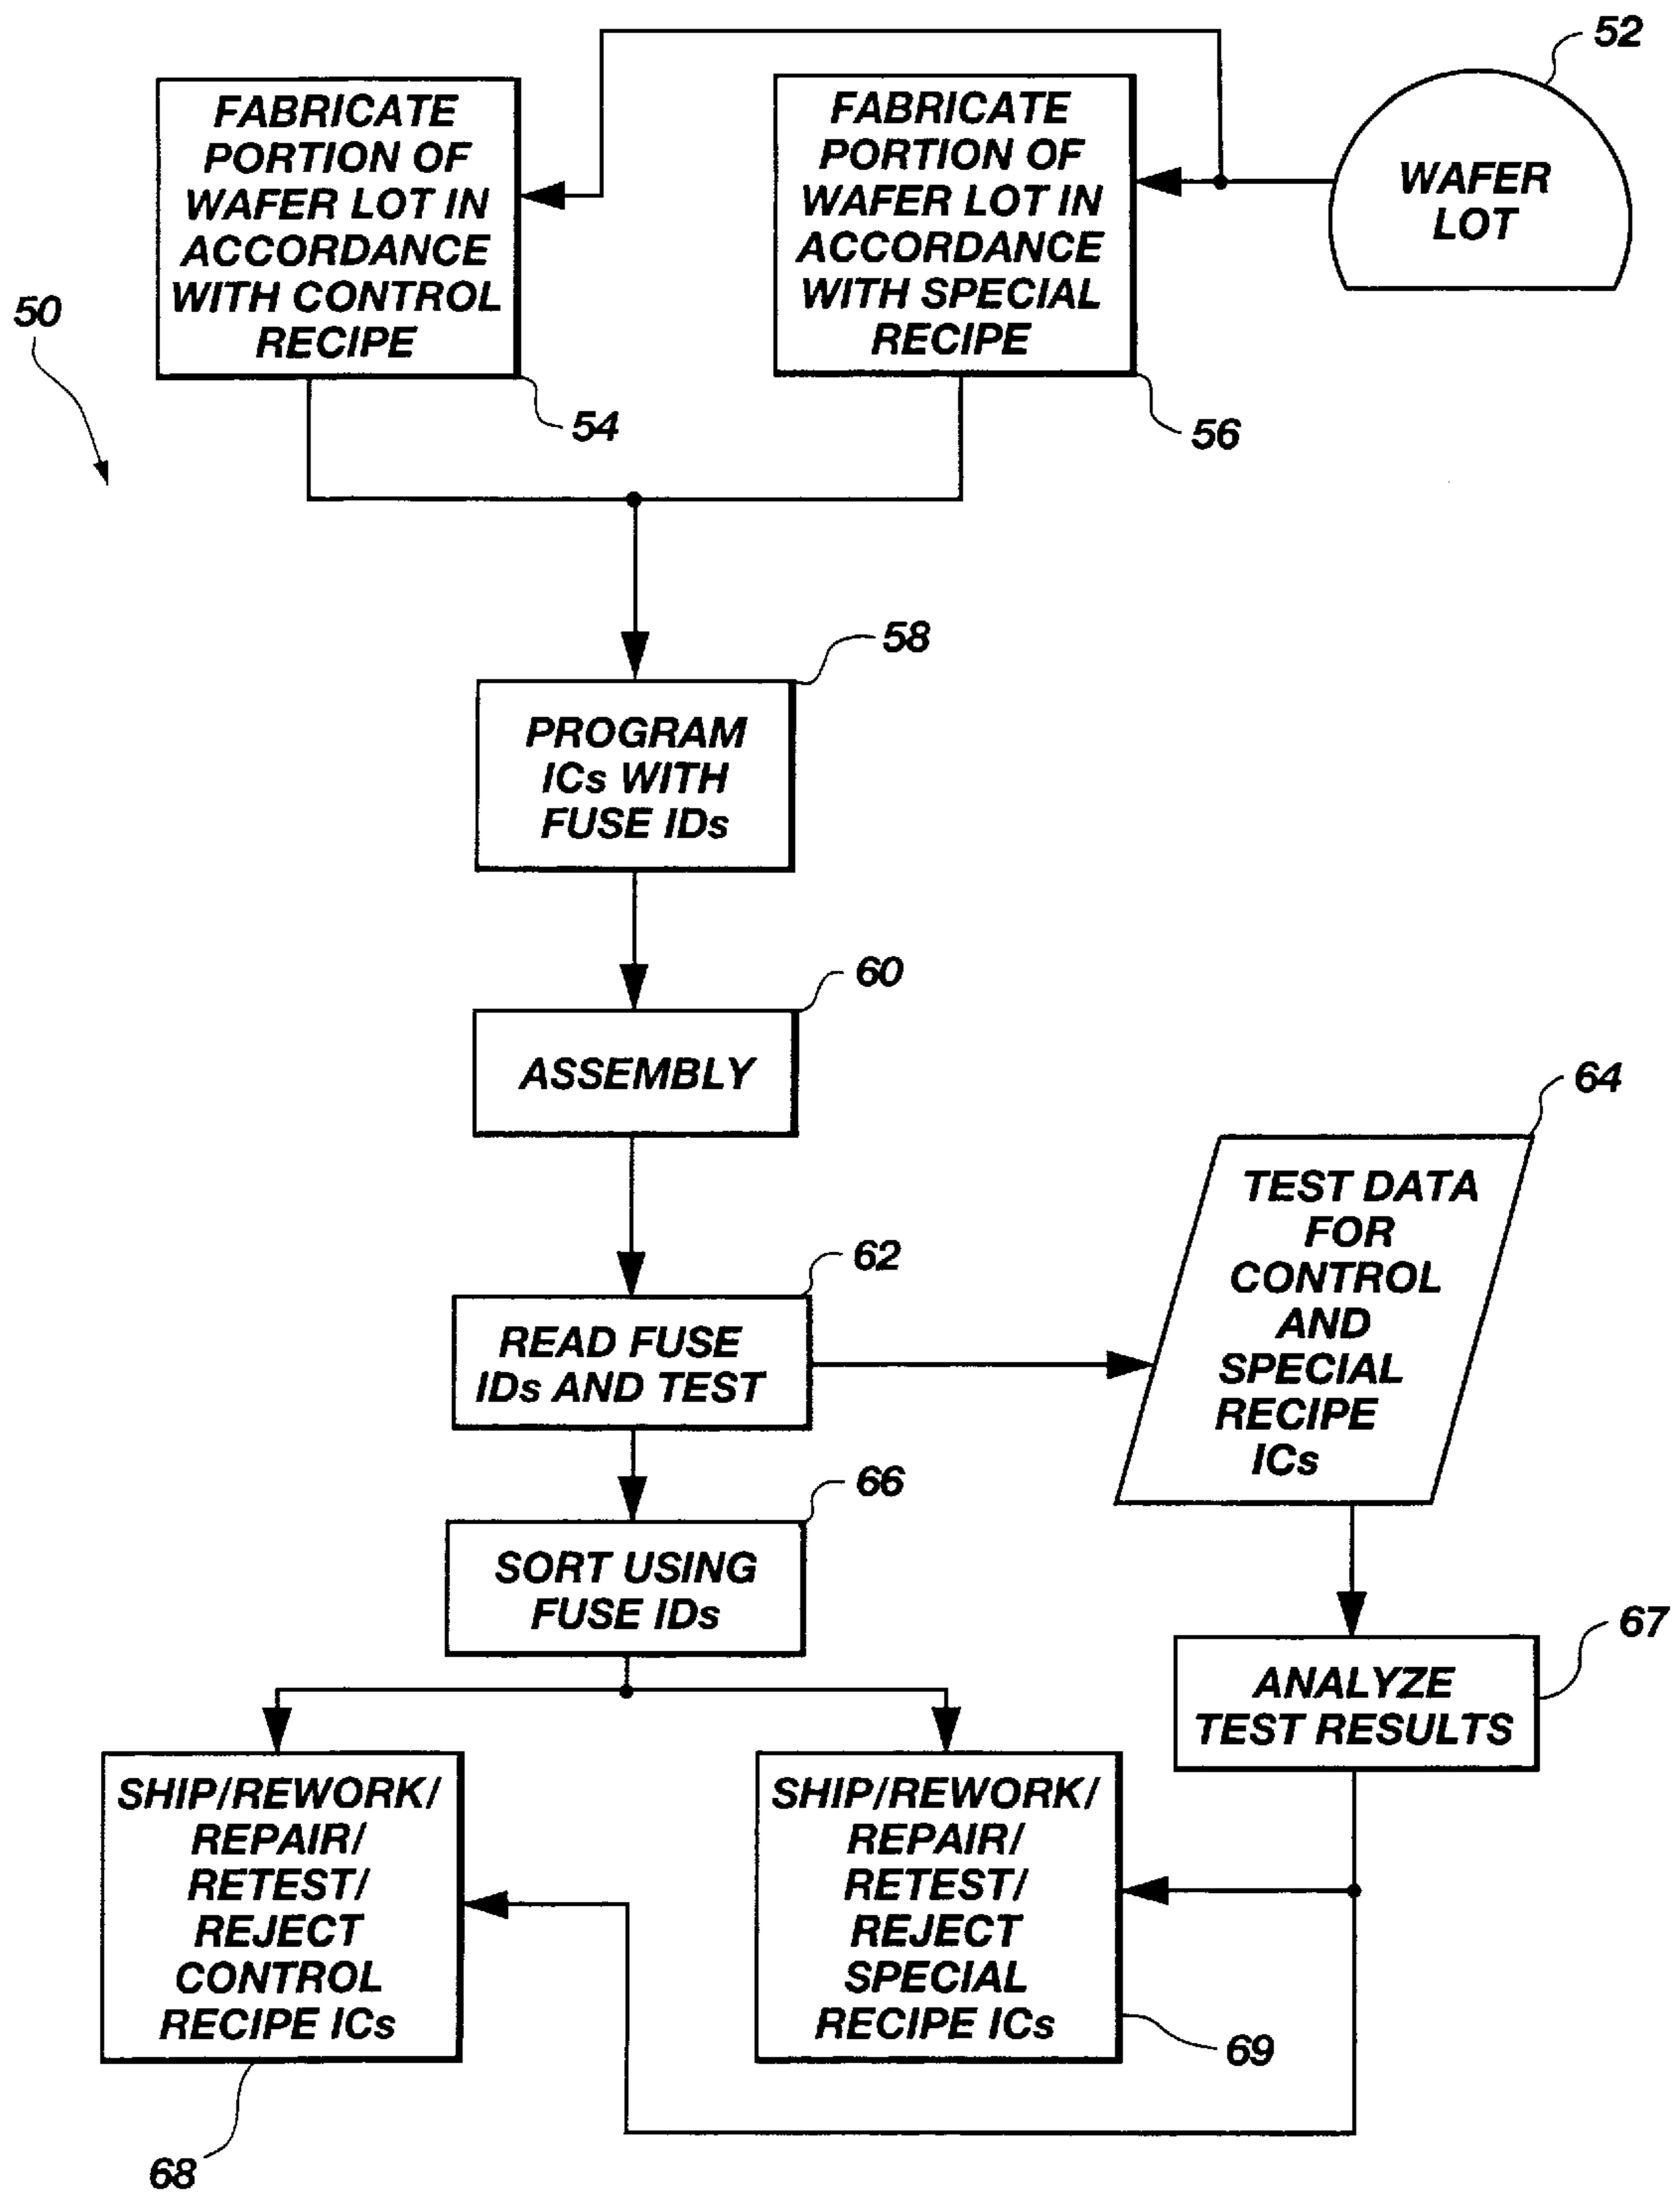 52
FABRICATE
PORTION OF
WAFER LOT IN
ACCORDANCE
WITH CONTROL
RECIPE
54
FABRICATE
PORTION OF
WAFER LOT IN
ACCORDANCE
WITH SPECIAL
RECIPE
56
WAFER
LOT
50
58
PROGRAM
ICs WITH
FUSE IDs
60
ASSEMBLY
62
READ FUSE
IDs AND TEST
64
TEST DATA
FOR
CONTROL
AND
SPECIAL
RECIPE
ICs
66
SORT USING
FUSE IDs
67
ANALYZE
TEST RESULTS
SHIP/REWORK/
REPAIR/
RETEST/
REJECT
CONTROL
RECIPE ICs
68
SHIP/REWORK/
REPAIR/
RETEST/
REJECT
SPECIAL
RECIPE ICs
69